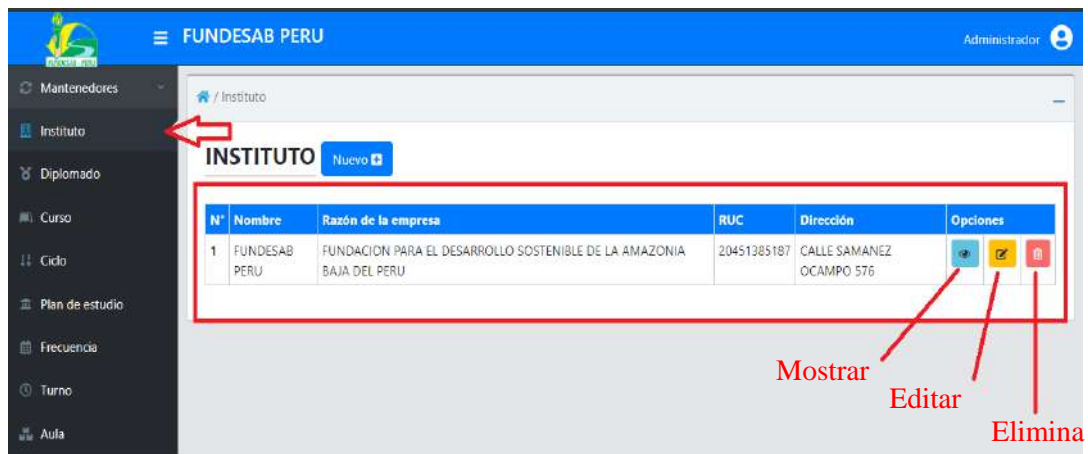 FUNDESAB PERU
Administrador
Mantenedores
Instituto
Diplomado
Curso
Ciclo
Plan de estudio
Frecuencia
Turno
Aula
/ Instituto
INSTITUTO Nuevo
N° Nombre Razón de la empresa RUC Dirección Opciones
1 FUNDESAB FUNDACION PARA EL DESARROLLO SOSTENIBLE DE LA AMAZONIA 20451385187 CALLE SAMANEZ
PERU BAJA DEL PERU OCAMPO 576
Mostrar
Editar
Elimina